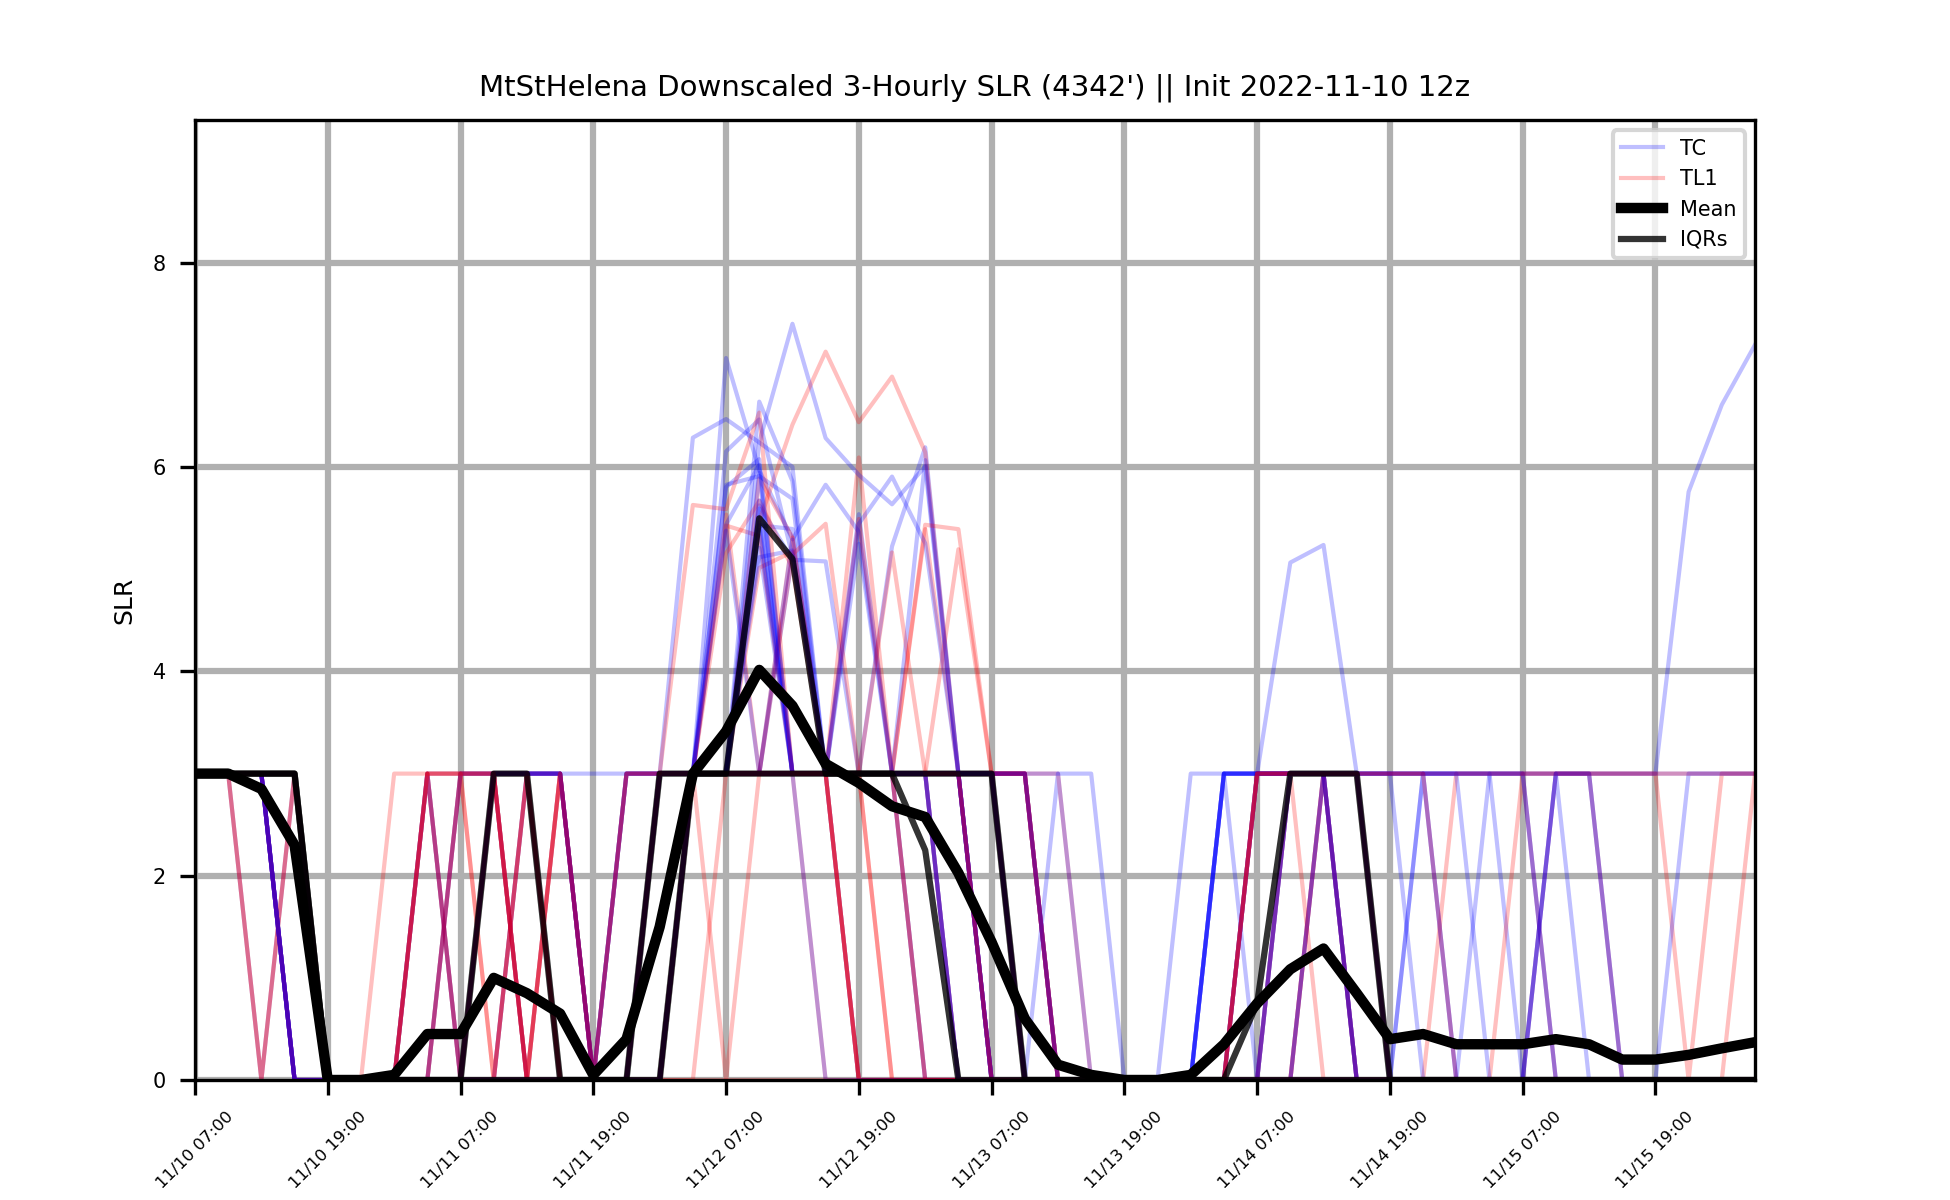 MtStHelena Downscaled 3-Hourly SLR (4342') || Init 2022-11-10 12z
TC
TL1
Mean
IQRs
SLR
8
6
4
2
0
11/10 07:00
11/10 19:00
11/11 07:00
11/11 19:00
11/12 07:00
11/12 19:00
11/13 07:00
11/13 19:00
11/14 07:00
11/14 19:00
11/15 07:00
11/15 19:00